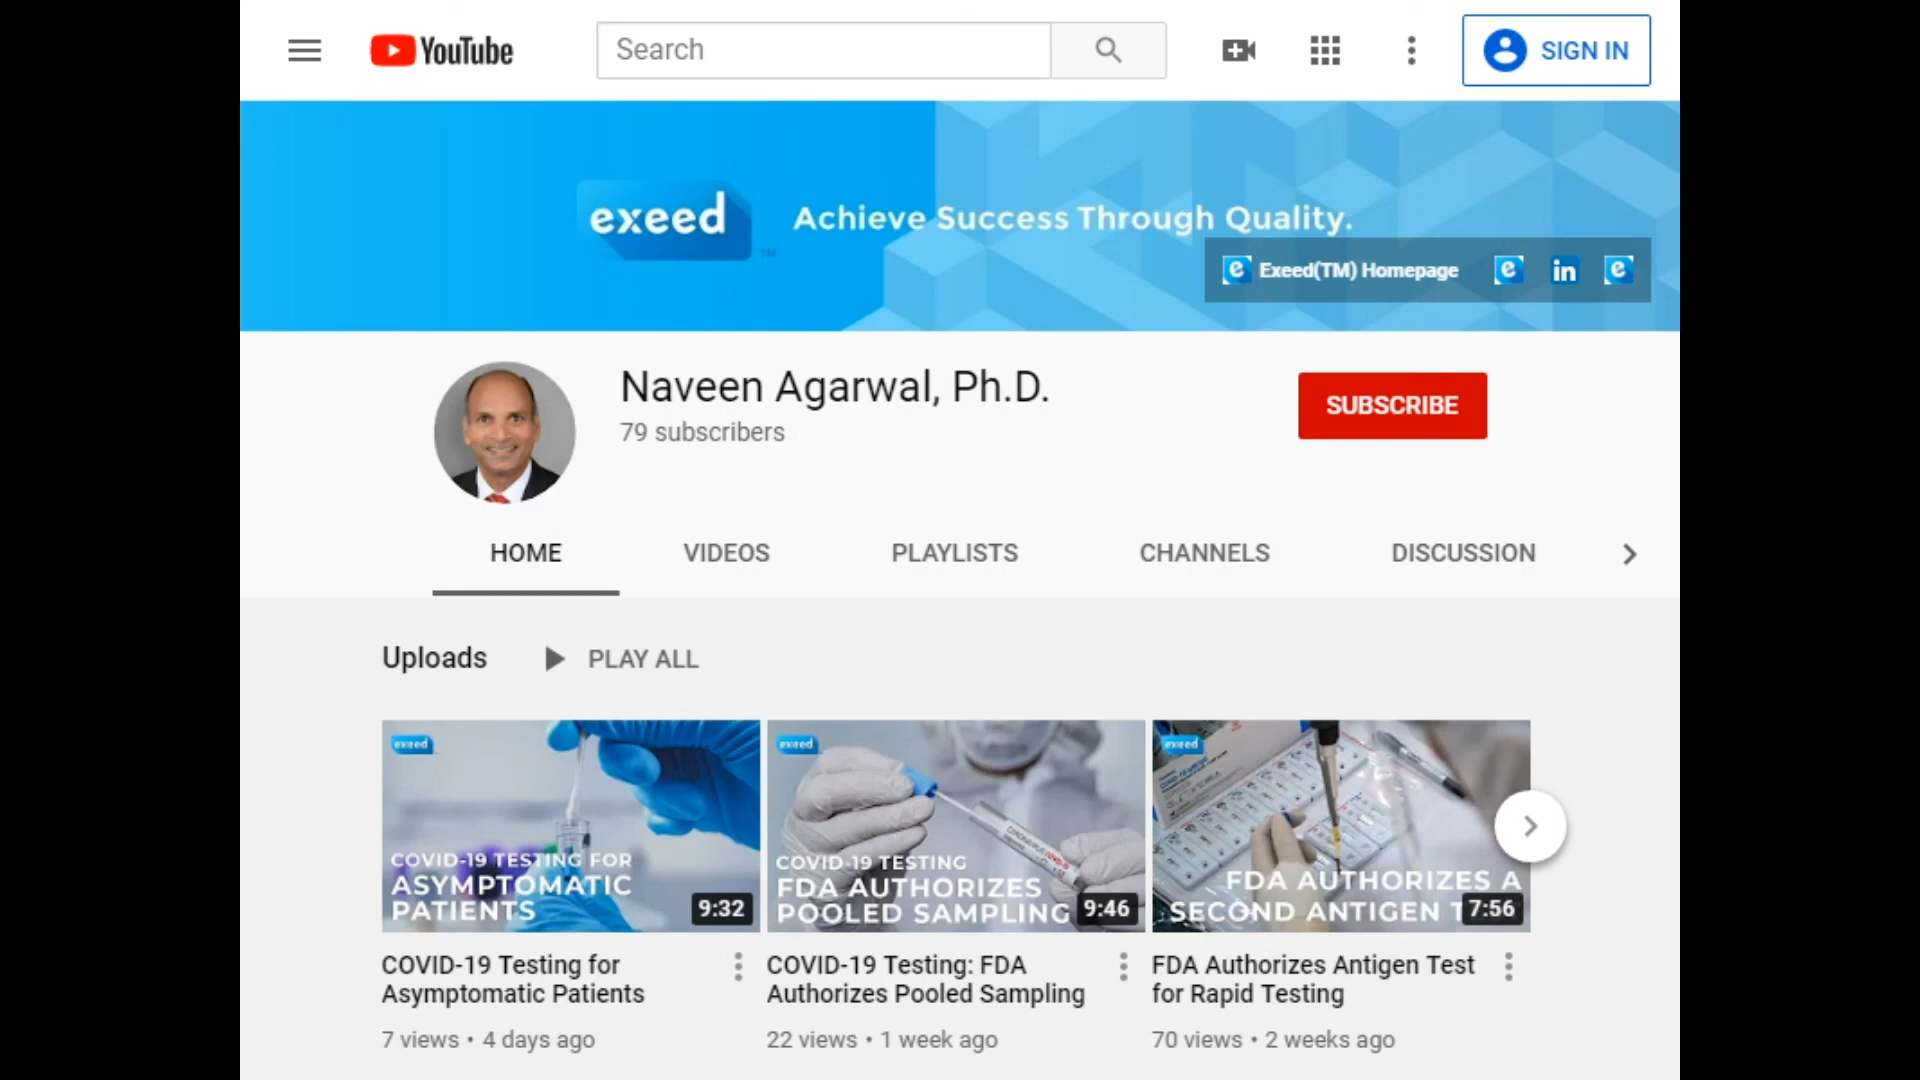 YouTube
Search
SIGN IN
exeed
TM
Achieve Success Through Quality.
Exeed(TM) Homepage
Naveen Agarwal, Ph.D.
79 subscribers
SUBSCRIBE
HOME
VIDEOS
PLAYLISTS
CHANNELS
DISCUSSION
Uploads
PLAY ALL
exeed
COVID-19 TESTING FOR
ASYMPTOMATIC
PATIENTS
9:32
exeed
COVID-19 TESTING
FDA AUTHORIZES
POOLED SAMPLING
9:46
exeed
FDA AUTHORIZES A
SECOND ANTIGEN
7:56
COVID-19 Testing for
Asymptomatic Patients
7 views • 4 days ago
COVID-19 Testing: FDA
Authorizes Pooled Sampling
22 views • 1 week ago
FDA Authorizes Antigen Test
for Rapid Testing
70 views • 2 weeks ago